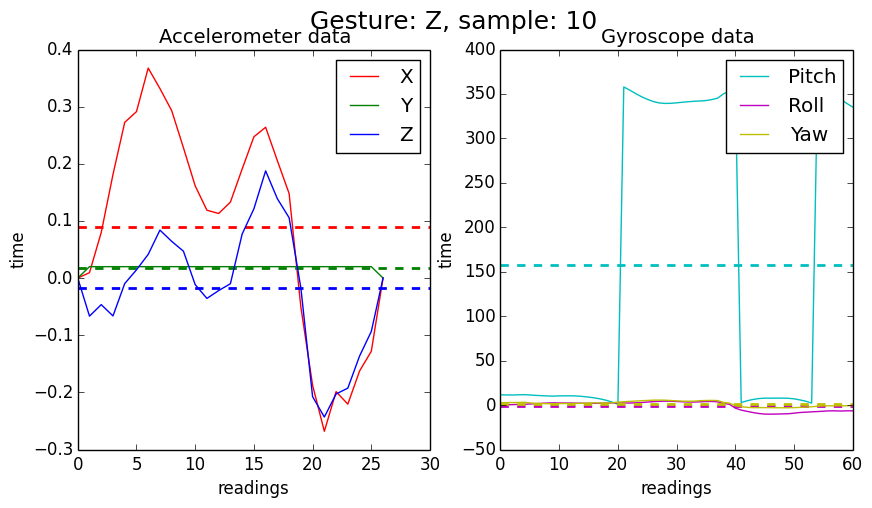 Gesture: Z, sample: 10
Accelerometer data
0.4
0.3
0.2
0.1
0.0
−0.1
−0.2
−0.3
time
0
5
10
15
20
25
30
readings
X
Y
Z
Gyroscope data
400
350
300
250
200
150
100
50
0
−50
time
0
10
20
30
40
50
60
readings
Pitch
Roll
Yaw